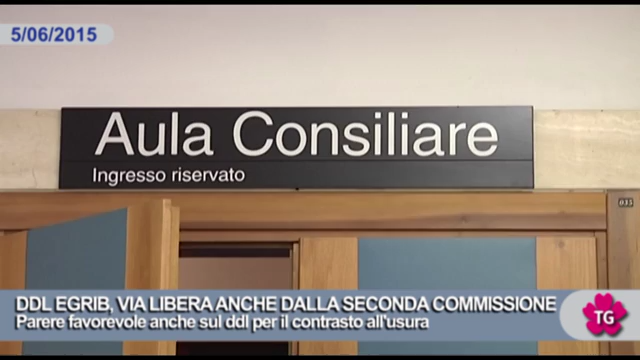 5/06/2015
Aula Consiliare
Ingresso riservato
035
DDL EGRIB, VIA LIBERA ANCHE DALLA SECONDA COMMISSIONE
Parere favorevole anche sul ddl per il contrasto all'usura
TG